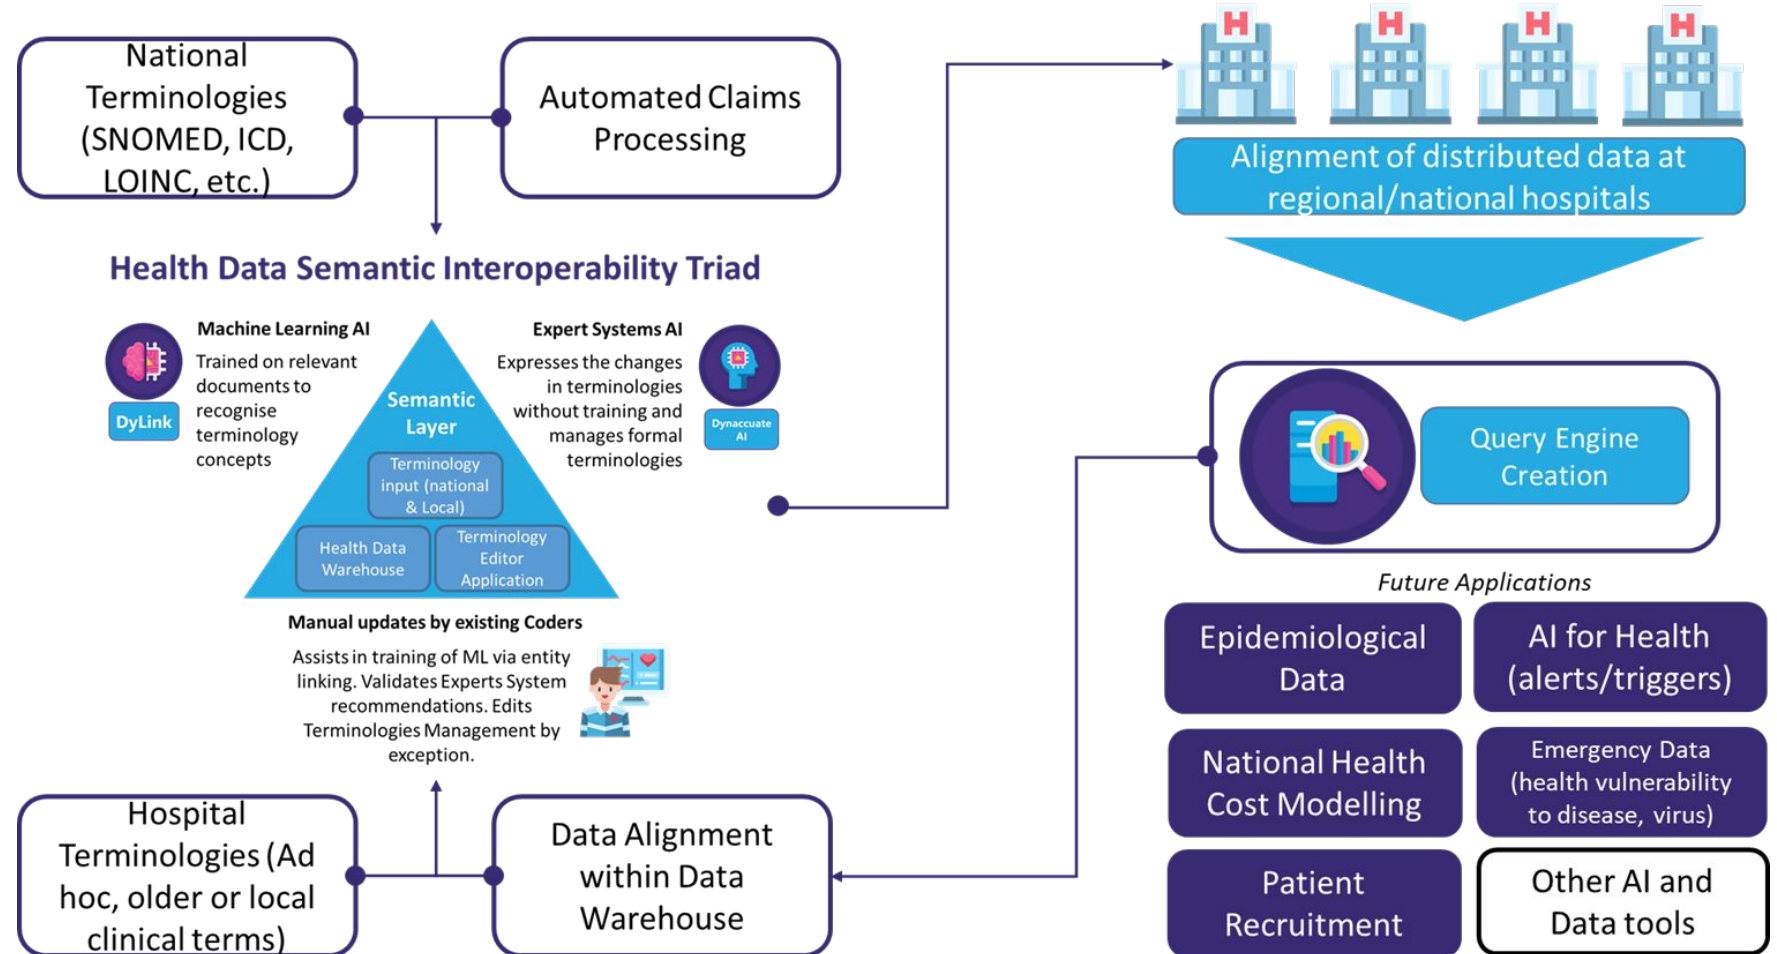 National
Terminologies
(SNOMED, ICD,
LOINC, etc.)
Automated Claims
Processing
H
H
H
H
Alignment of distributed data at
regional/national hospitals
Health Data Semantic Interoperability Triad
Machine Learning AI
Trained on relevant
documents to
recognise
terminology
concepts
DyLink
Expert Systems AI
Expresses the changes
in terminologies
without training and
manages formal
terminologies
Dynaccuate
AI
Semantic
Layer
Terminology
input (national
& Local)
Health Data
Warehouse
Terminology
Editor
Application
Manual updates by existing Coders
Assists in training of ML via entity
linking. Validates Experts System
recommendations. Edits
Terminologies Management by
exception.
Hospital
Terminologies (Ad
hoc, older or local
clinical terms)
Data Alignment
within Data
Warehouse
Query Engine
Creation
Future Applications
Epidemiological
Data
AI for Health
(alerts/triggers)
National Health
Cost Modelling
Emergency Data
(health vulnerability
to disease, virus)
Patient
Recruitment
Other AI and
Data tools